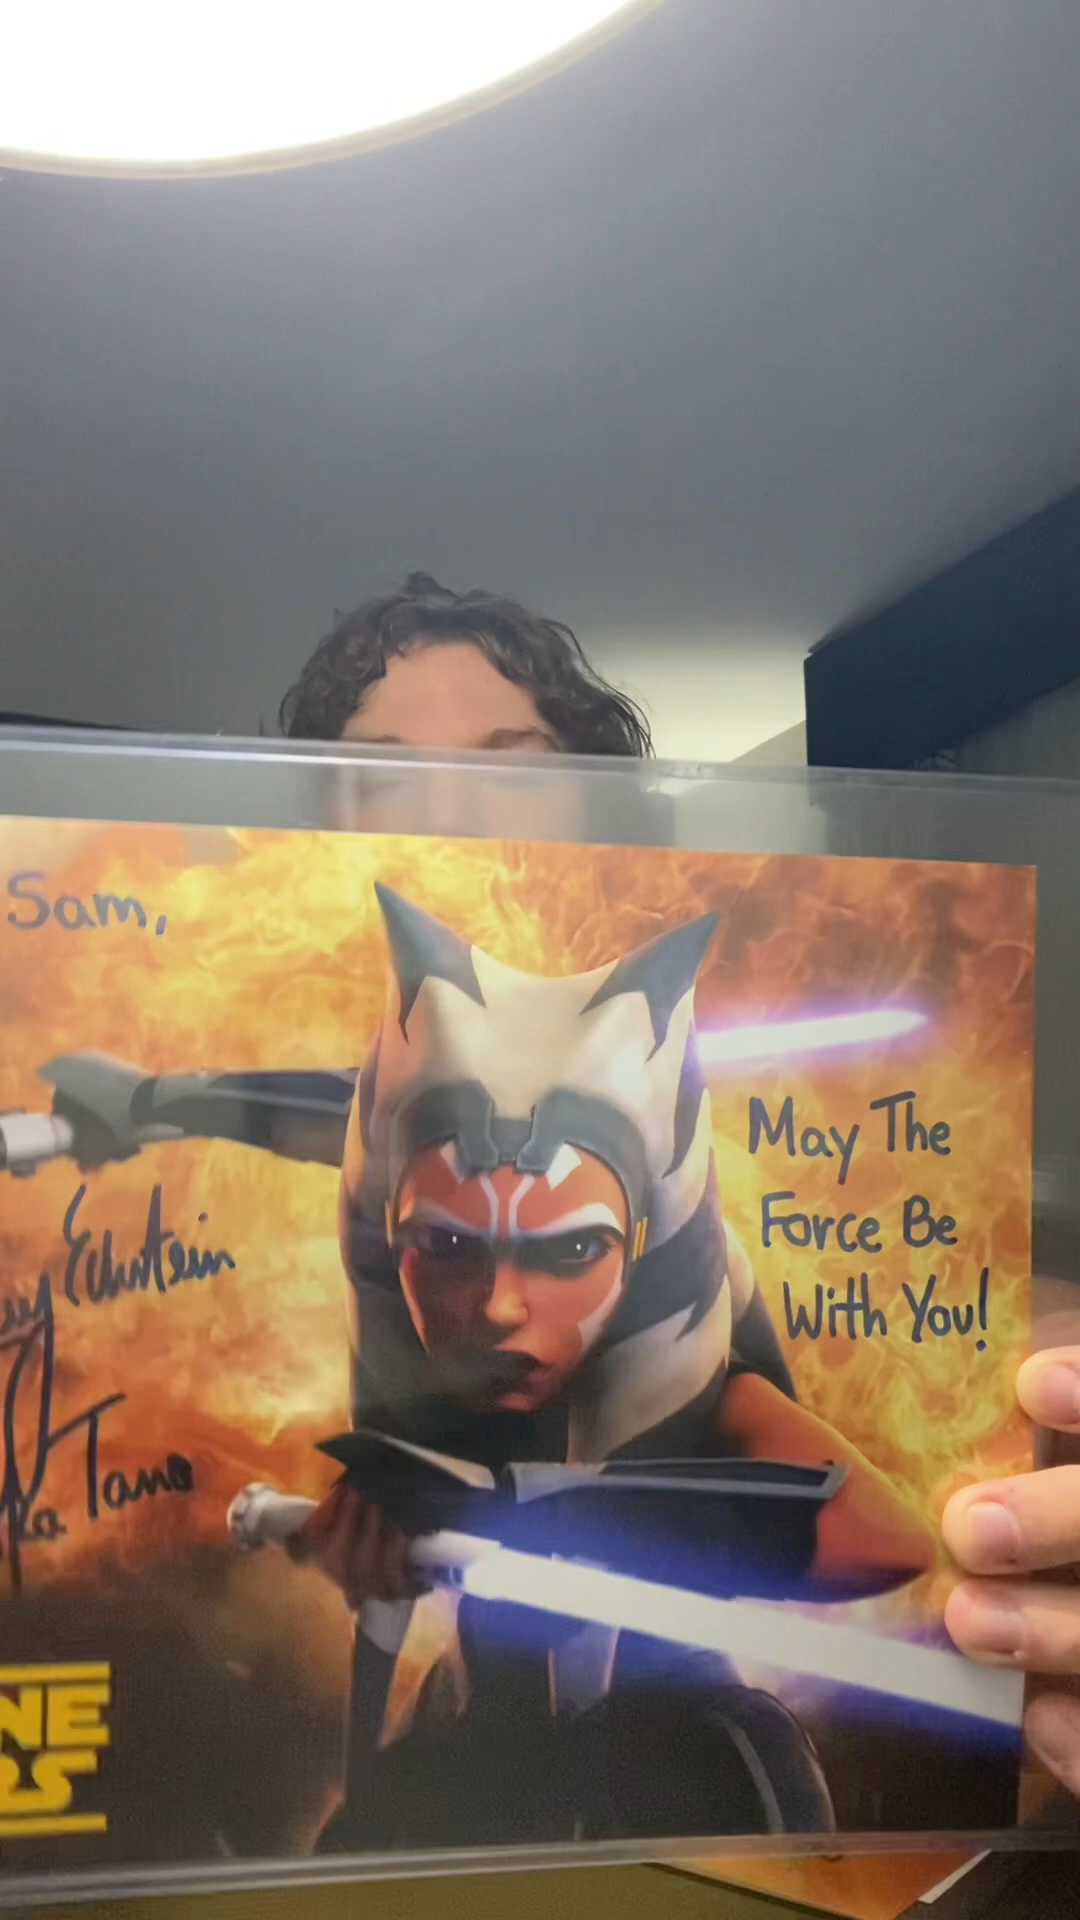 Sam,
May The
Force Be
With You!
Eckstein
Tano
NE
RS